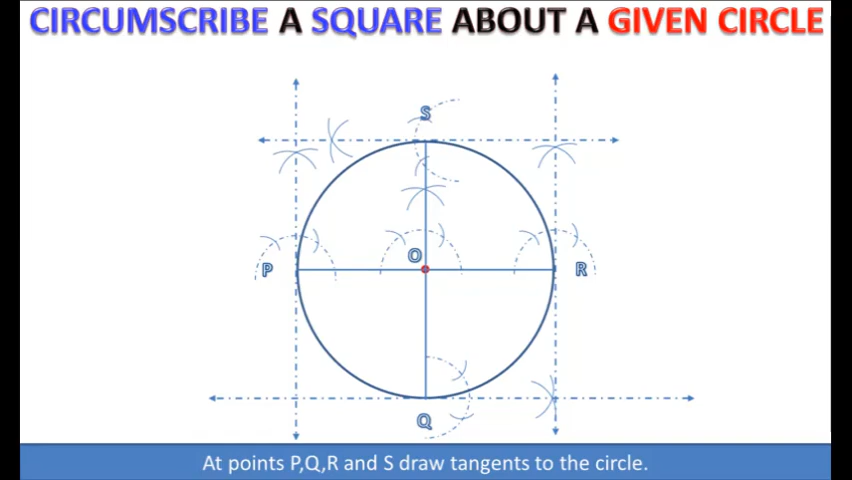 CIRCUMSCRIBE A SQUARE ABOUT A GIVEN CIRCLE
S
O
P
R
Q
At points P,Q,R and S draw tangents to the circle.